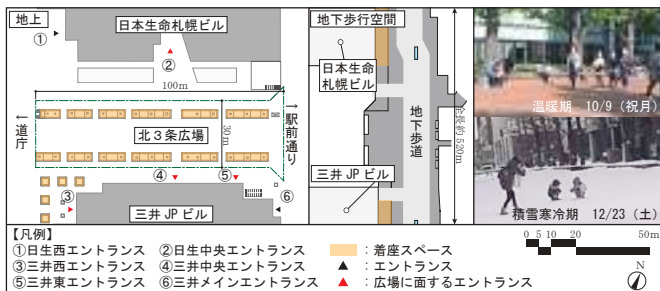 地上
日本生命札幌ビル
①
②
100m
←道庁
北3条広場
30m
→駅前通り
④
⑤
③
⑥
三井 JP ビル
地下歩行空間
日本生命
札幌ビル
地下歩道
全長約520m
三井 JP ビル
温暖期 10/9（祝月）
積雪寒冷期 12/23（土）
【凡例】
①日生西エントランス ②日生中央エントランス ：着座スペース
③三井西エントランス ④三井中央エントランス ▲：エントランス
⑤三井東エントランス ⑥三井メインエントランス ▲：広場に面するエントランス
0 5 10 20 50m